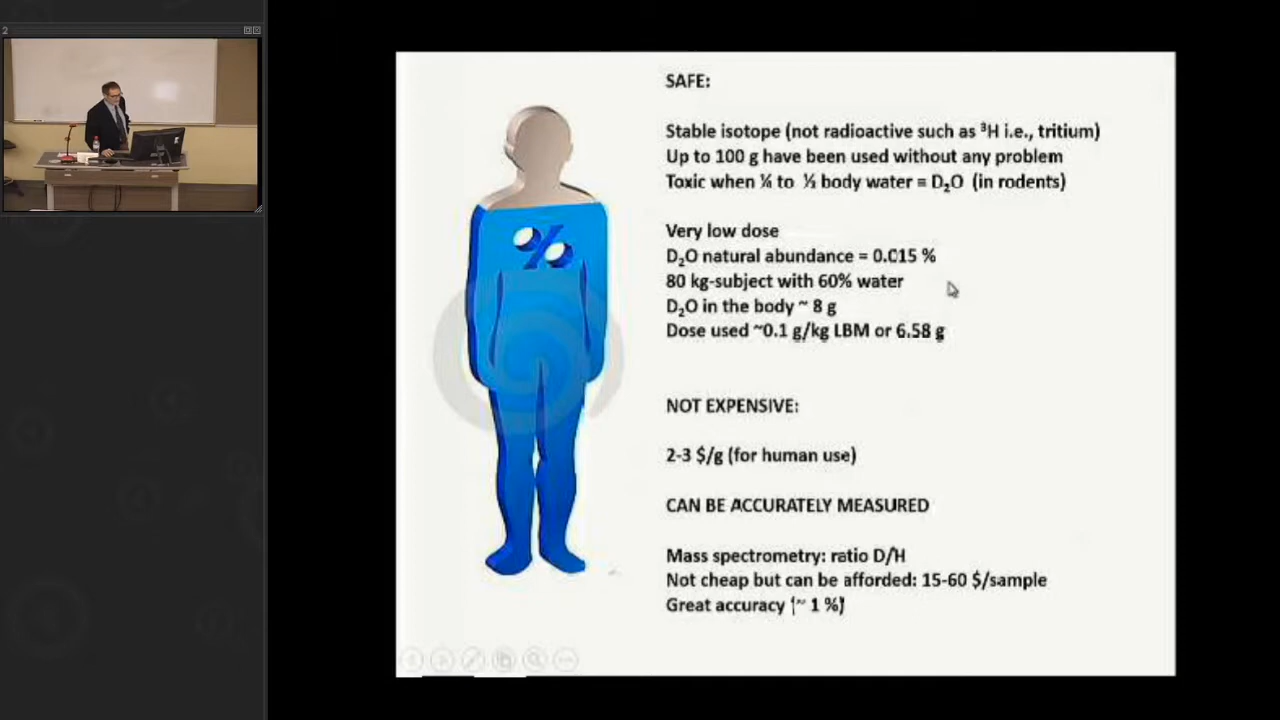 2
SAFE:
Stable isotope (not radioactive such as ³H i.e., tritium)
Up to 100 g have been used without any problem
Toxic when ¼ to ⅓ body water = D₂O (in rodents)
Very low dose
D₂O natural abundance = 0.015 %
80 kg-subject with 60% water
D₂O in the body ~ 8 g
Dose used ~0.1 g/kg LBM or 6.58 g
NOT EXPENSIVE:
2-3 $/g (for human use)
CAN BE ACCURATELY MEASURED
Mass spectrometry: ratio D/H
Not cheap but can be afforded: 15-60 $/sample
Great accuracy (~ 1 %)
%